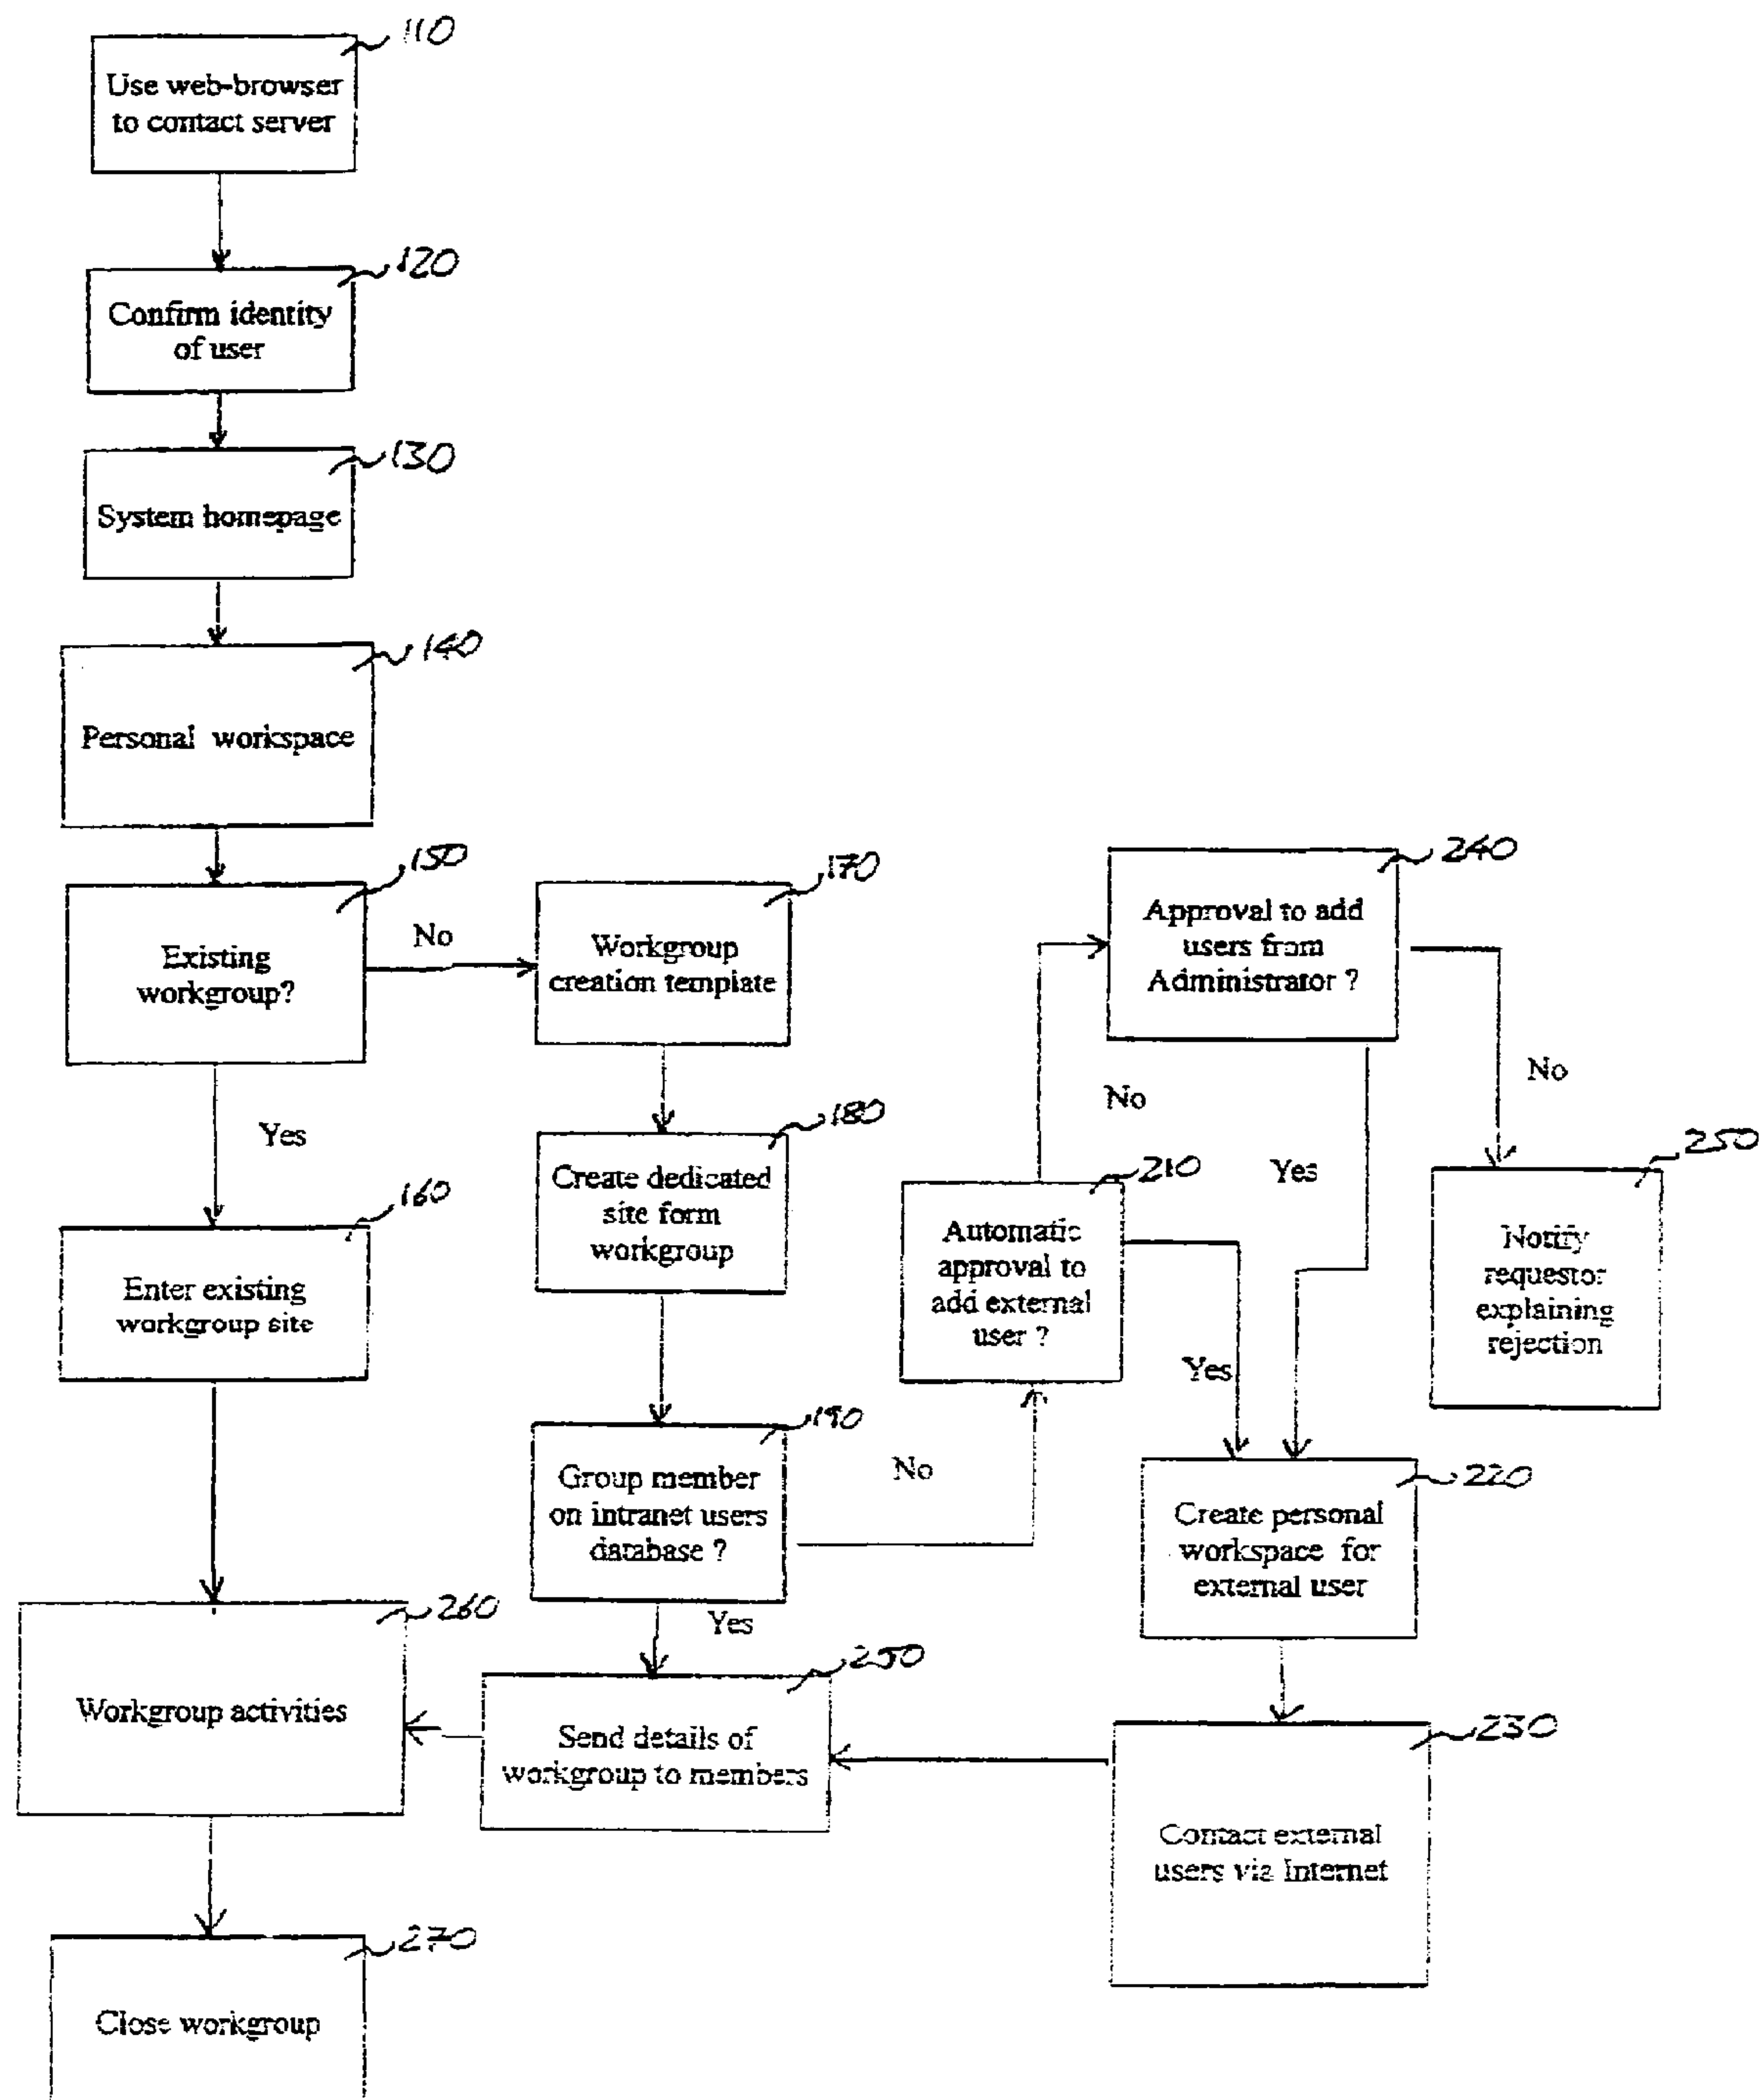 110
Use web-browser
to contact server
120
Confirm identity
of user
130
System homepage
140
Personal workspace
150
Existing
workgroup?
No
Yes
160
Enter existing
workgroup site
170
Workgroup
creation template
180
Create dedicated
site form
workgroup
190
Group member
on intranet users
database ?
No
Yes
210
Automatic
approval to
add external
user ?
No
Yes
240
Approval to add
users from
Administrator ?
No
Yes
250
Notify
requestor
explaining
rejection
220
Create personal
workspace for
external user
230
Contact external
users via Internet
250
Send details of
workgroup to members
260
Workgroup activities
270
Close workgroup